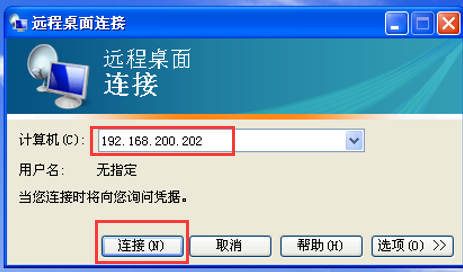 远程桌面连接
远程桌面
连接
计算机(C): 192.168.200.202
用户名: 无指定
当您连接时将向您询问凭据。
连接(N) 取消 帮助(H) 选项(O) >>